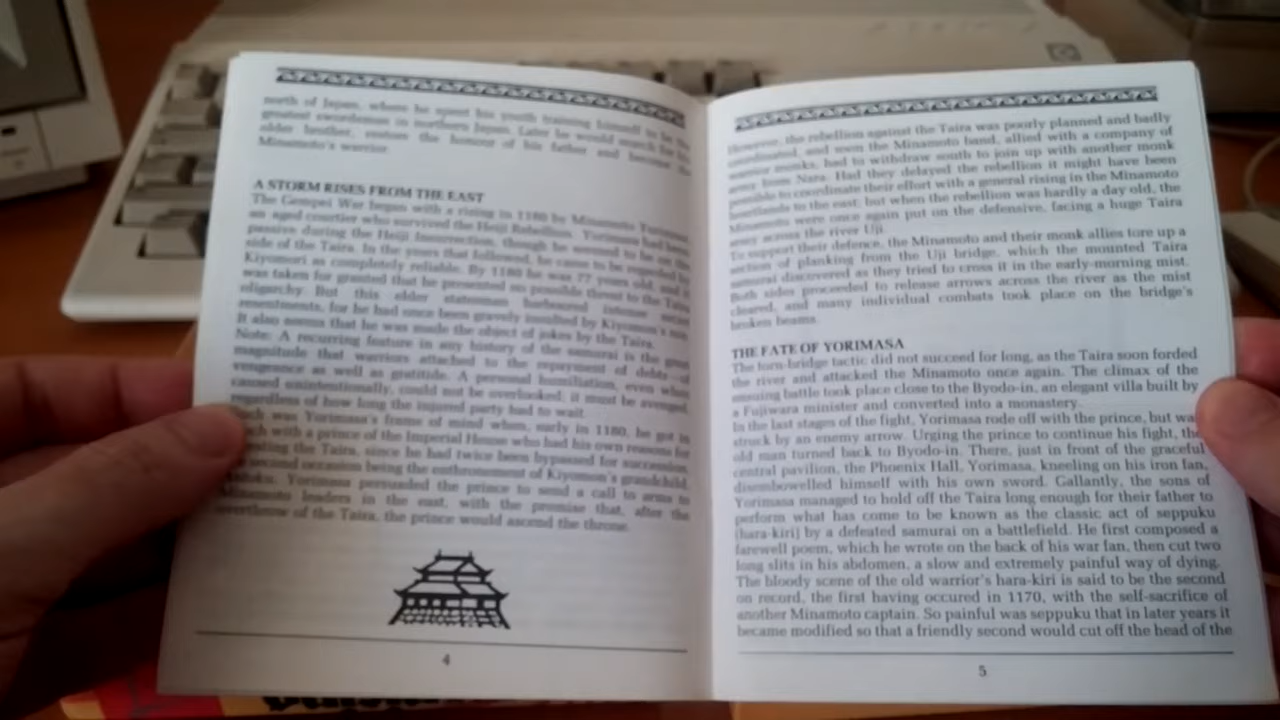 north of Japan, where he spent his youth training himself to be the
greatest swordsman in northern Japan. Later he would search for his
elder brother, restore the honour of his father and become the
Minamoto's warrior.
A STORM RISES FROM THE EAST
The Gempei War began with a rising in 1180 by Minamoto Yorimasa,
an aged courtier who survived the Heiji Rebellion. Yorimasa had been
passive during the Heiji Insurrection, though he seemed to be on the
side of the Taira. In the years that followed, he came to be regarded by
Kiyomori as completely reliable. By 1180 he was 77 years old, and it
was taken for granted that he presented no possible threat to the Taira
oligarchy. But this elder statesman harboured intense secret
resentments, for he had once been gravely insulted by Kiyomori's son.
It also seems that he was made the object of jokes by the Taira.
Note: A recurring feature in any history of the samurai is the great
magnitude that warriors attached to the repayment of debts - of
vengeance as well as gratitide. A personal humiliation, even when
caused unintentionally, could not be overlooked; it must be avenged,
regardless of how long the injured party had to wait.
was Yorimasa's frame of mind when, early in 1180, he got in
with a prince of the Imperial House who had his own reasons for
the Taira, since he had twice been bypassed for succession,
second occasion being the enthronement of Kiyomori's grandchild,
Yorimasa persuaded the prince to send a call to arms to
Minamoto leaders in the east, with the promise that, after the
overthrow of the Taira, the prince would ascend the throne.
4
However, the rebellion against the Taira was poorly planned and badly
coordinated, and soon the Minamoto band, allied with a company of
warrior monks, had to withdraw south to join up with another monk
army from Nara. Had they delayed the rebellion it might have been
possible to coordinate their effort with a general rising in the Minamoto
heartlands to the east, but when the rebellion was hardly a day old, the
Minamoto were once again put on the defensive, facing a huge Taira
army across the river Uji.
To support their defence, the Minamoto and their monk allies tore up a
section of planking from the Uji bridge, which the mounted Taira
samurai discovered as they tried to cross it in the early-morning mist.
Both sides proceeded to release arrows across the river as the mist
cleared, and many individual combats took place on the bridge's
broken beams.
THE FATE OF YORIMASA
The torn-bridge tactic did not succeed for long, as the Taira soon forded
the river and attacked the Minamoto once again. The climax of the
ensuing battle took place close to the Byodo-in, an elegant villa built by
a Fujiwara minister and converted into a monastery.
In the last stages of the fight, Yorimasa rode off with the prince, but was
struck by an enemy arrow. Urging the prince to continue his fight, the
old man turned back to Byodo-in. There, just in front of the graceful
central pavilion, the Phoenix Hall, Yorimasa, kneeling on his iron fan,
disembowelled himself with his own sword. Gallantly, the sons of
Yorimasa managed to hold off the Taira long enough for their father to
perform what has come to be known as the classic act of seppuku
(hara-kiri) by a defeated samurai on a battlefield. He first composed a
farewell poem, which he wrote on the back of his war fan, then cut two
long slits in his abdomen, a slow and extremely painful way of dying.
The bloody scene of the old warrior's hara-kiri is said to be the second
on record, the first having occured in 1170, with the self-sacrifice of
another Minamoto captain. So painful was seppuku that in later years it
became modified so that a friendly second would cut off the head of the
5